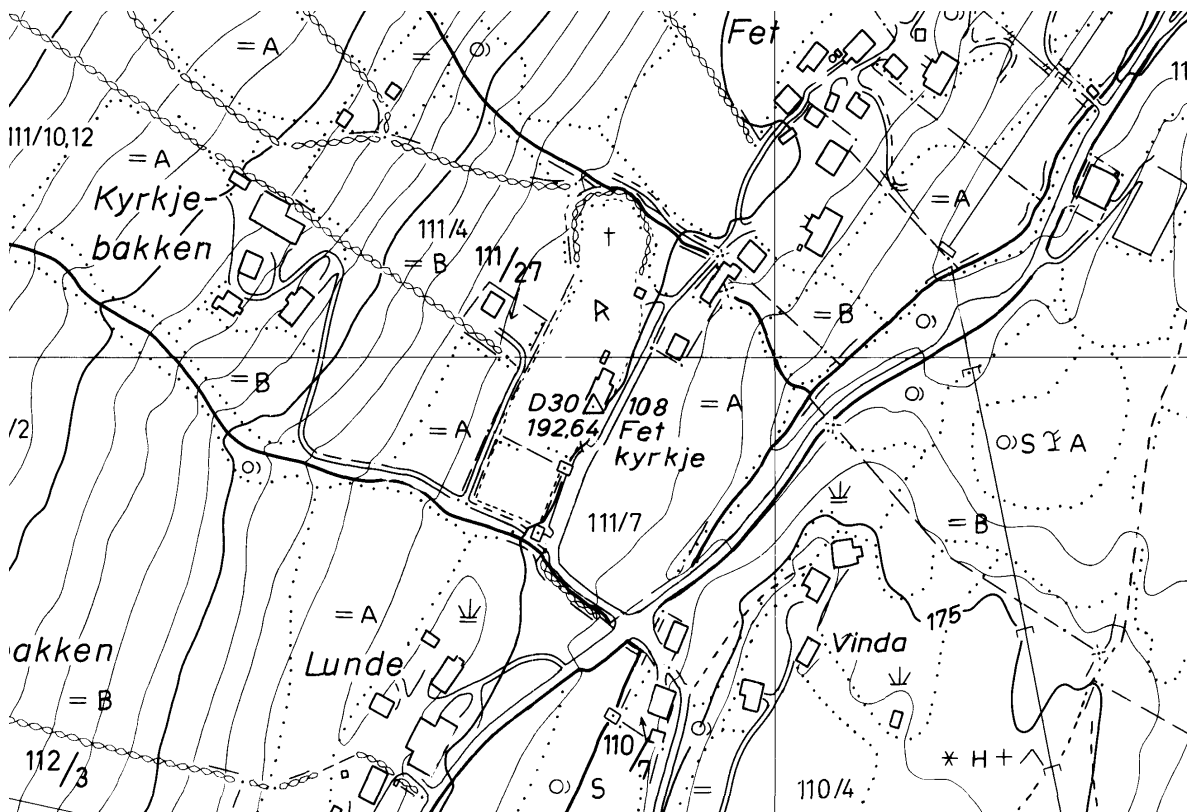 Fet
= A
=
11
111/10,12
= A
Kyrkje-
bakken
111/4
= B
111/27
= A
= B
= B
D30
192,64
108
Fet
kyrkje
= A
= A
/2
S A
= B
111/7
175
= A
Lunde
Vinda
akken
= B
112/3
110
7
S
=
110/4
* H +